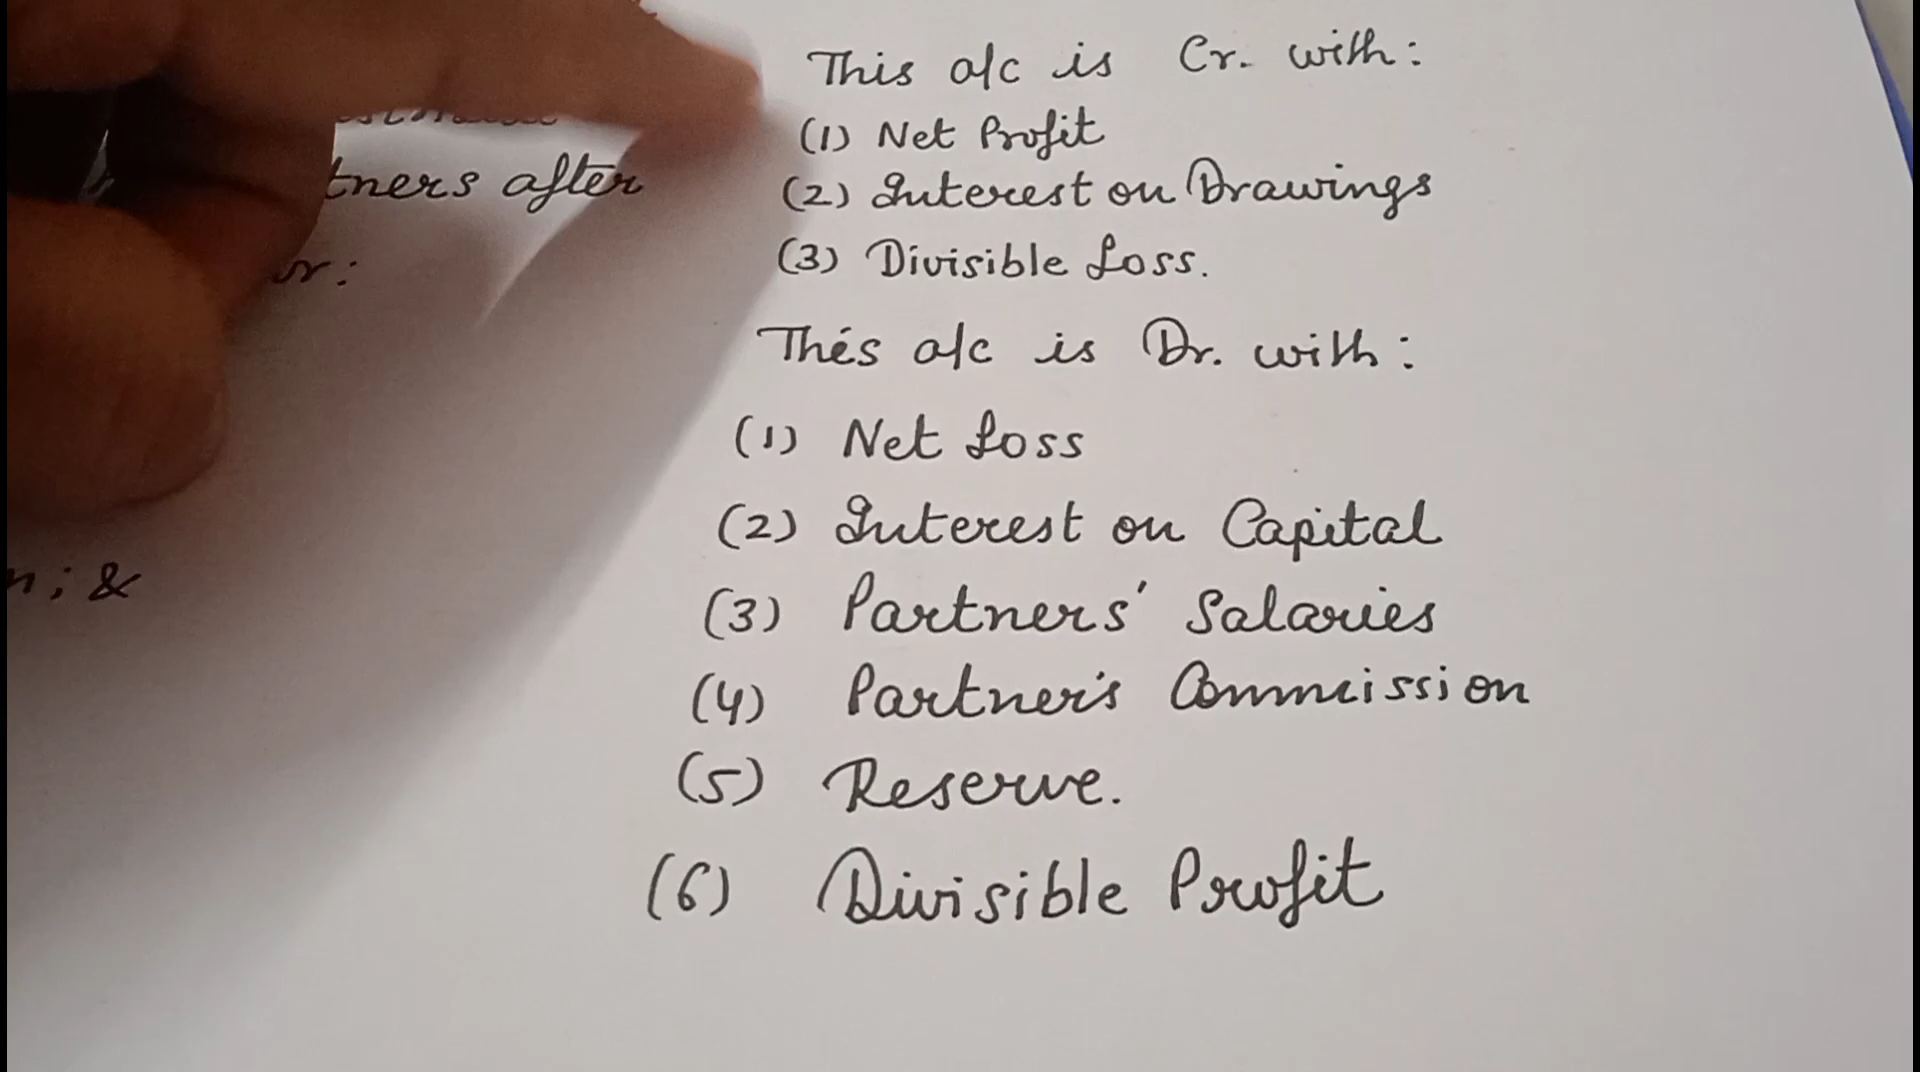 This a/c is Cr. with:
(1) Net Profit
tners after
(2) Interest on Drawings
(3) Divisible Loss.
This a/c is Dr. with:
(1) Net Loss
(2) Interest on Capital
n; &
(3) Partners' Salaries
(4) Partner's Commission
(5) Reserve.
(6) Divisible Profit